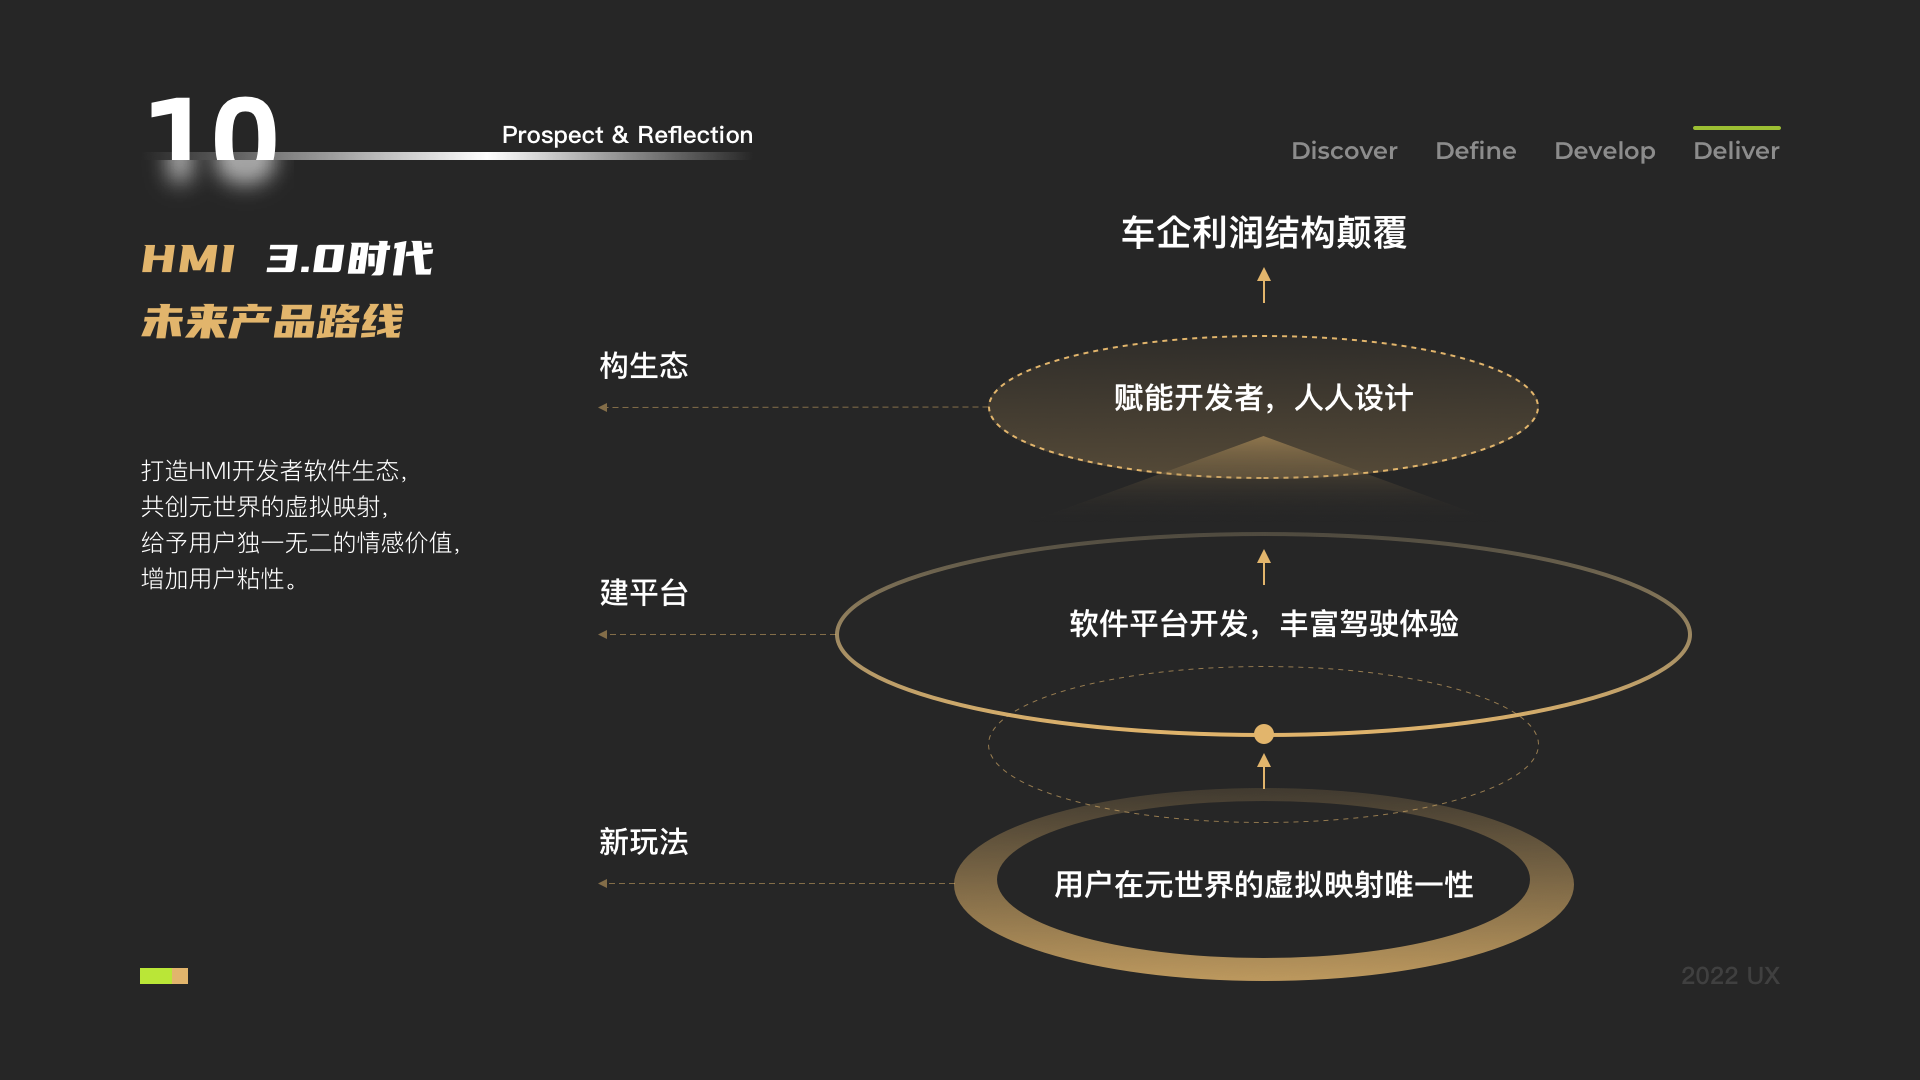 10
Prospect & Reflection
Discover Define Develop Deliver
HMI 3.0时代
未来产品路线
打造HMI开发者软件生态,
共创元世界的虚拟映射,
给予用户独一无二的情感价值,
增加用户粘性。
车企利润结构颠覆
构生态
赋能开发者，人人设计
建平台
软件平台开发，丰富驾驶体验
新玩法
用户在元世界的虚拟映射唯一性
2022 UX